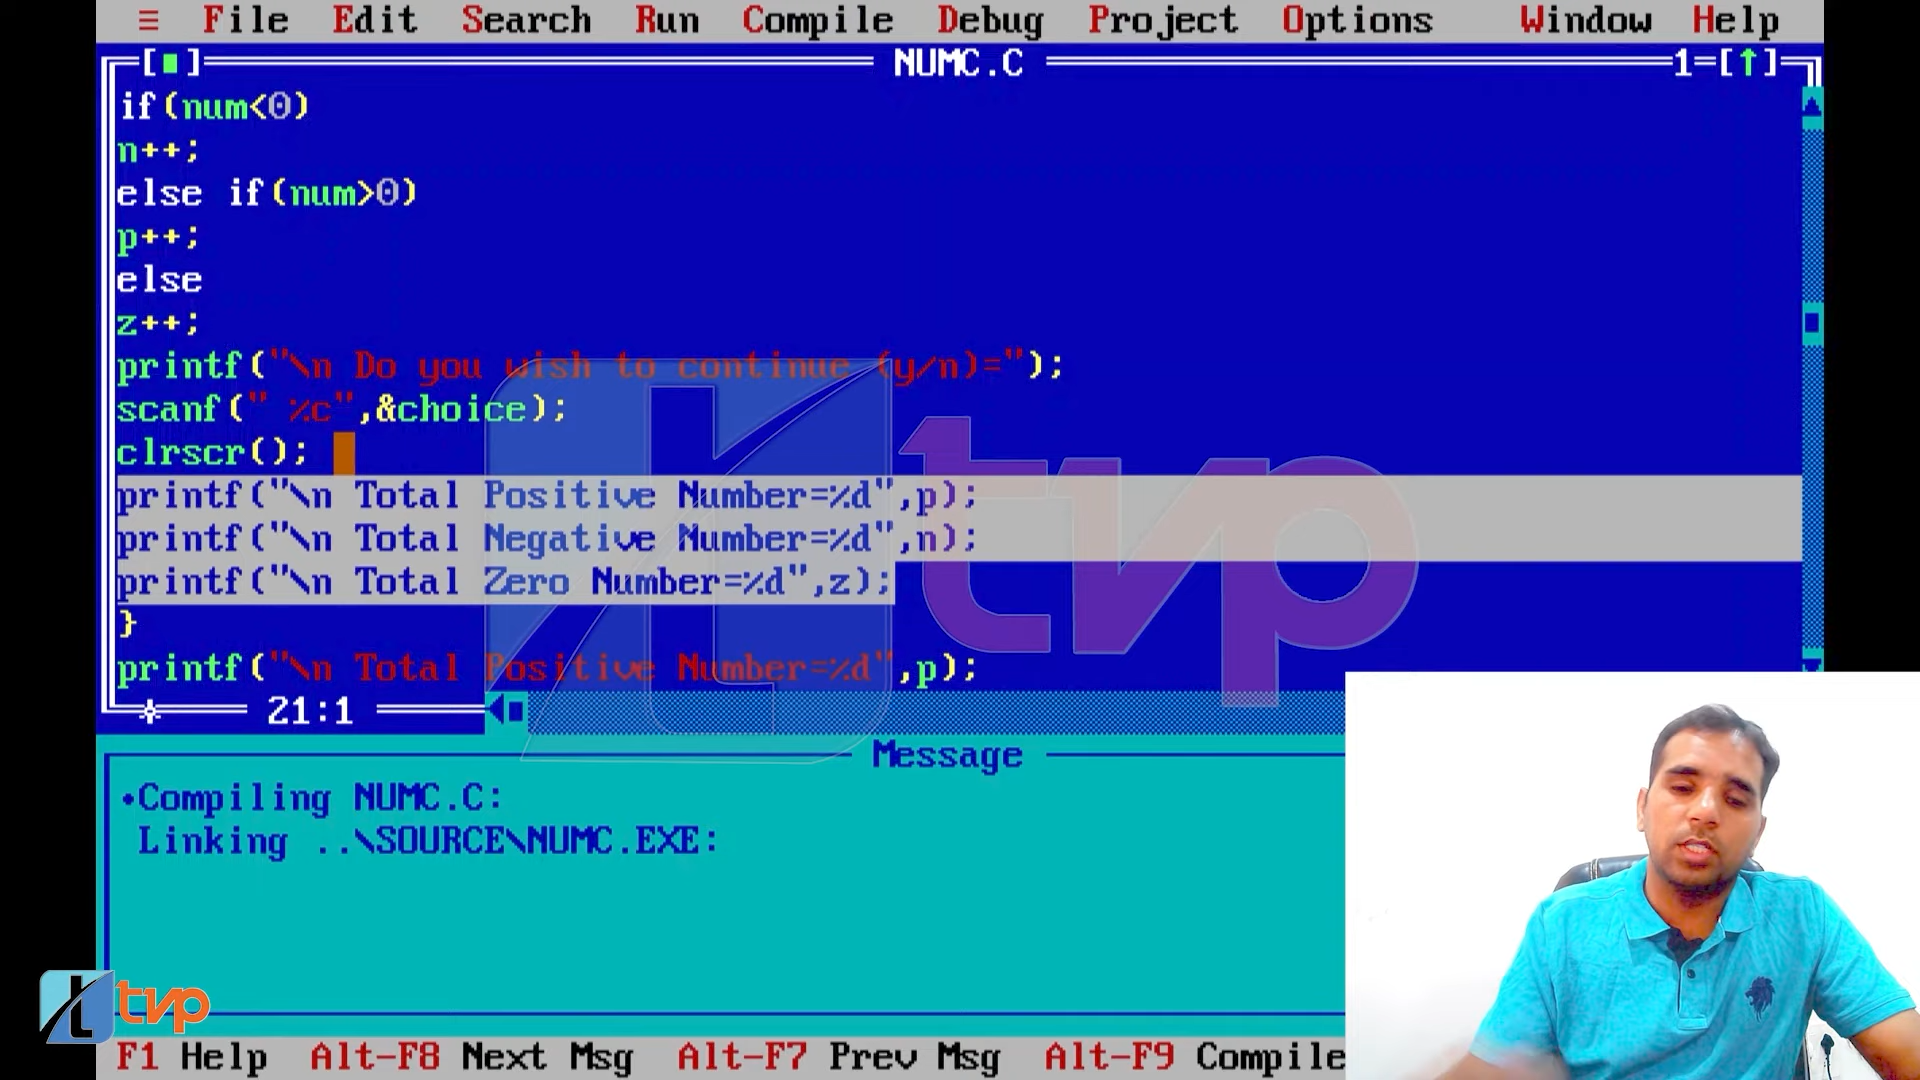 ≡ File Edit Search Run Compile Debug Project Options Window Help
[■] NUMC.C 1=[↑]
if(num<0)
n++;
else if(num>0)
p++;
else
z++;
printf("\n Do you wish to continue (y/n)=");
scanf(" %c",&choice);
clrscr();
printf("\n Total Positive Number=%d",p);
printf("\n Total Negative Number=%d",n);
printf("\n Total Zero Number=%d",z);
}
printf("\n Total Positive Number=%d",p);
21:1
tvp
Message
•Compiling NUMC.C:
Linking ..\SOURCE\NUMC.EXE:
tvp
F1 Help Alt-F8 Next Msg Alt-F7 Prev Msg Alt-F9 Compile